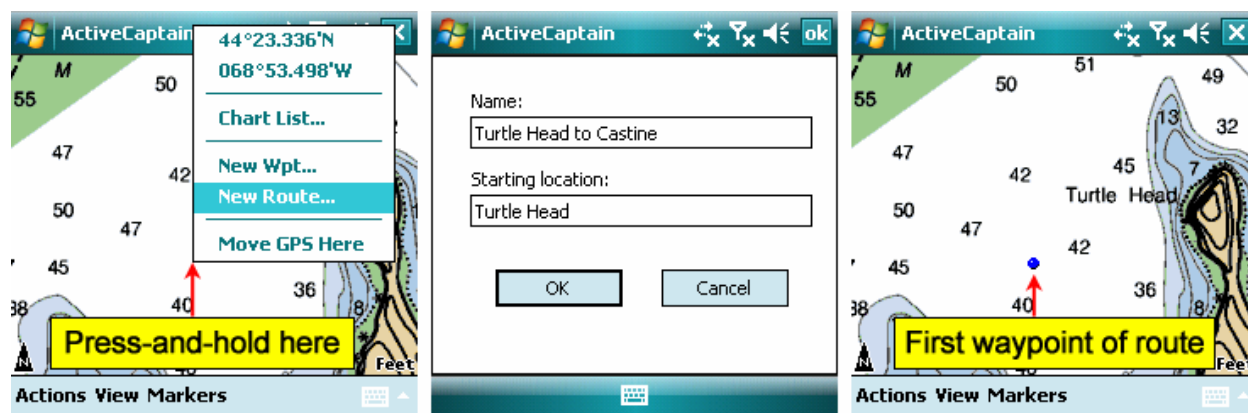 ActiveCaptain
44°23.336'N
068°53.498'W
Chart List...
New Wpt...
New Route...
Move GPS Here
M
50
55
47
42
50
47
45
36
38
40
8
Press-and-hold here
N
Feet
Actions View Markers
ActiveCaptain
ok
Name:
Turtle Head to Castine
Starting location:
Turtle Head
OK
Cancel
ActiveCaptain
M
51
50
49
55
13
32
47
45
7
42
Turtle Head
50
47
42
45
36
38
40
8
First waypoint of route
N
Feet
Actions View Markers